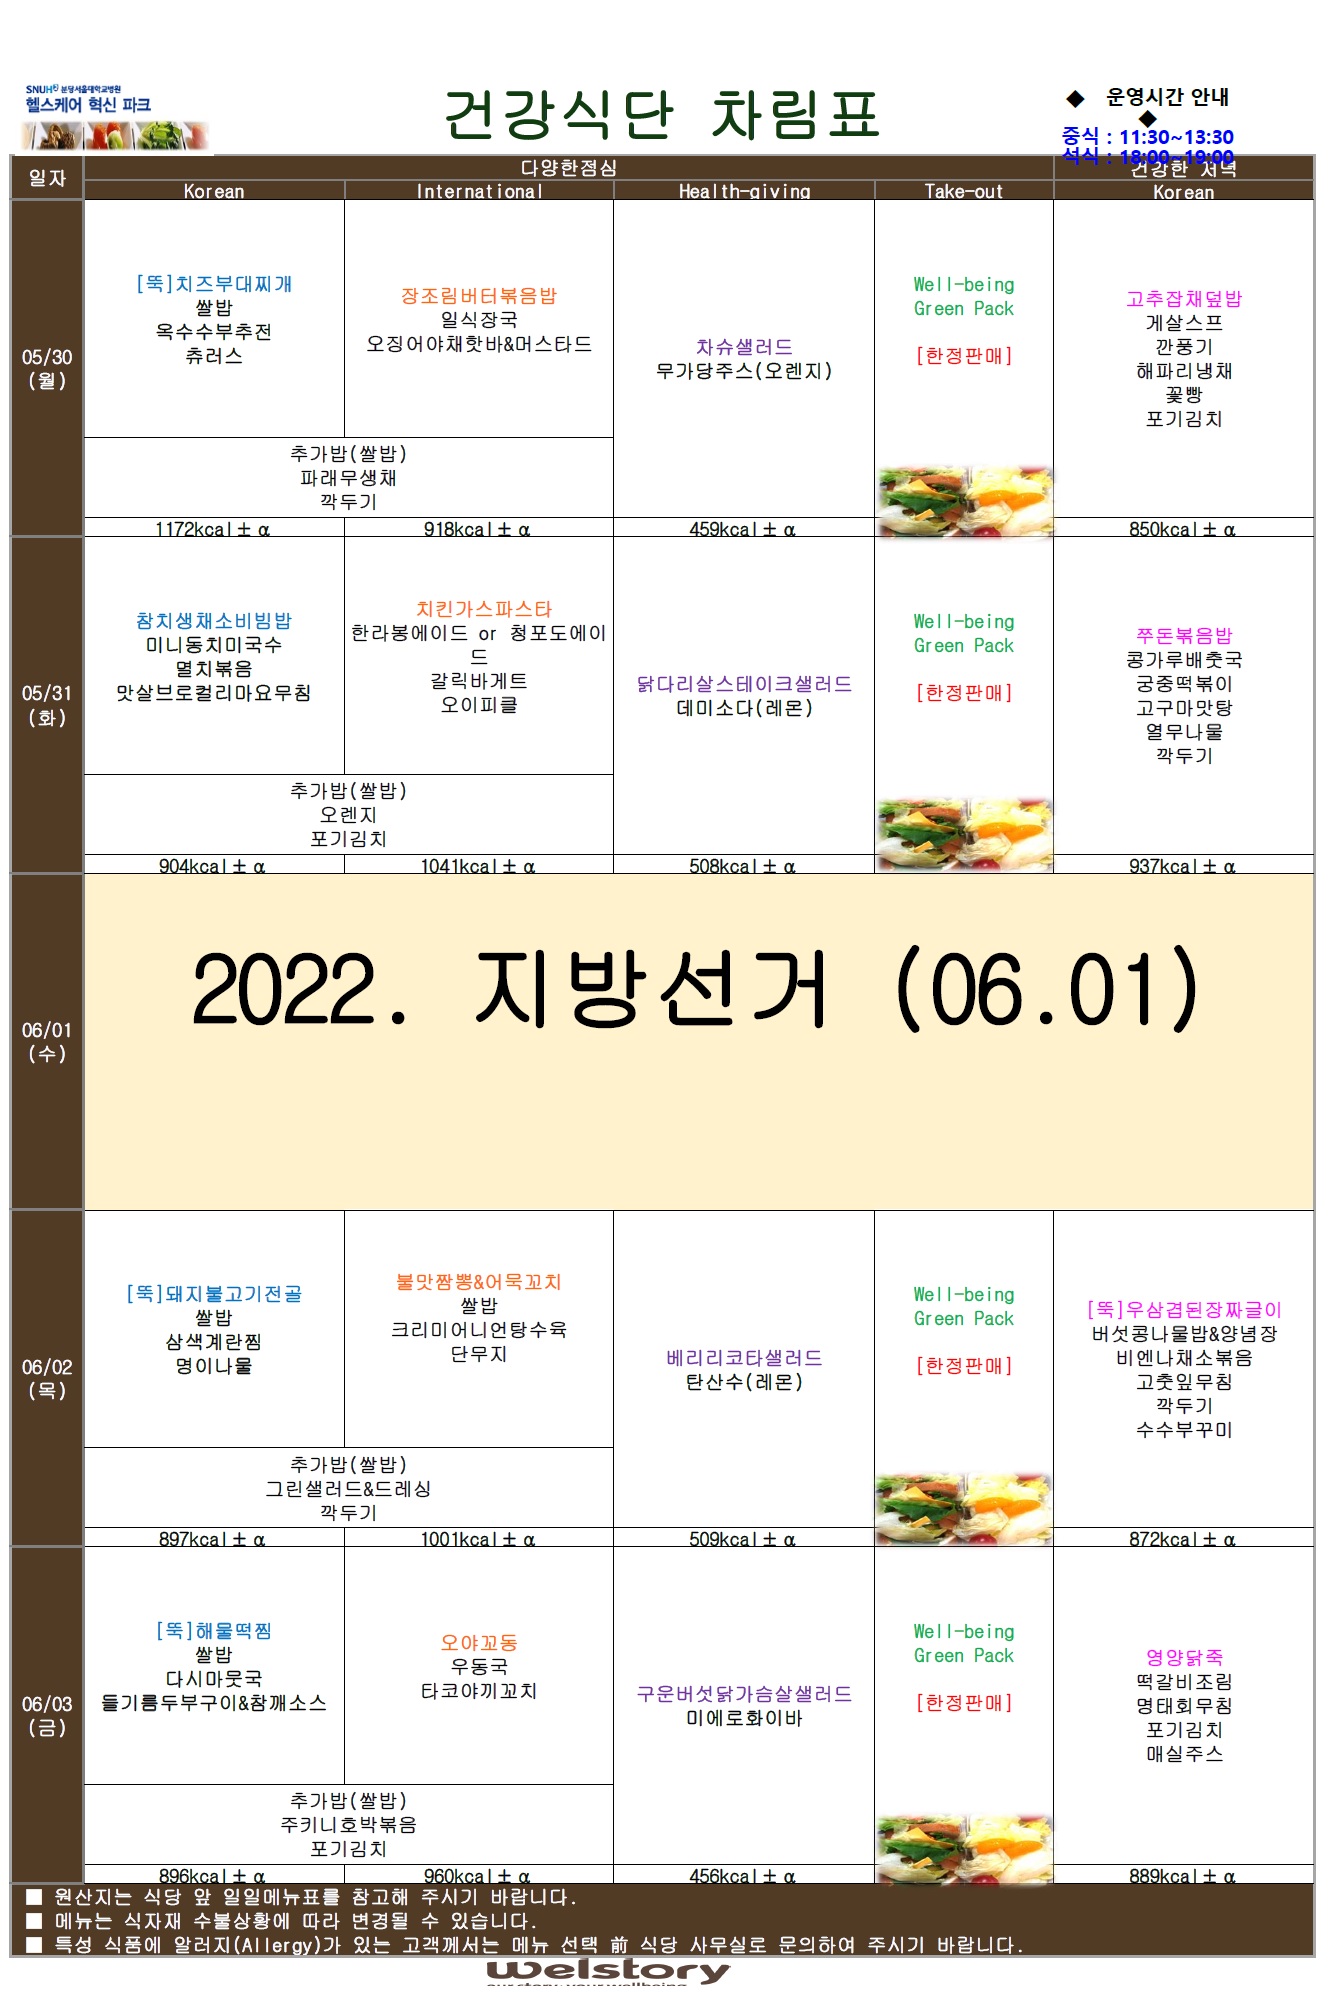 SNUH 분당서울대학교병원
헬스케어 혁신 파크
건강식단 차림표
◆ 운영시간 안내
◆
중식 : 11:30~13:30
석식 : 18:00~19:00
일자
다양한점심
건강한 저녁
Korean
International
Health-giving
Take-out
Korean
05/30
(월)
[뚝]치즈부대찌개
쌀밥
옥수수부추전
츄러스
장조림버터볶음밥
일식장국
오징어야채핫바&머스타드
추가밥(쌀밥)
파래무생채
깍두기
차슈샐러드
무가당주스(오렌지)
Well-being
Green Pack
[한정판매]
고추잡채덮밥
게살스프
깐풍기
해파리냉채
꽃빵
포기김치
1172kcal± α
918kcal± α
459kcal± α
850kcal± α
05/31
(화)
참치생채소비빔밥
미니동치미국수
멸치볶음
맛살브로컬리마요무침
치킨가스파스타
한라봉에이드 or 청포도에이
드
갈릭바게트
오이피클
추가밥(쌀밥)
오렌지
포기김치
닭다리살스테이크샐러드
데미소다(레몬)
Well-being
Green Pack
[한정판매]
쭈돈볶음밥
콩가루배춧국
궁중떡볶이
고구마맛탕
열무나물
깍두기
904kcal± α
1041kcal± α
508kcal± α
937kcal± α
06/01
(수)
2022. 지방선거 (06.01)
06/02
(목)
[뚝]돼지불고기전골
쌀밥
삼색계란찜
명이나물
불맛짬뽕&어묵꼬치
쌀밥
크리미어니언탕수육
단무지
추가밥(쌀밥)
그린샐러드&드레싱
깍두기
베리리코타샐러드
탄산수(레몬)
Well-being
Green Pack
[한정판매]
[뚝]우삼겹된장짜글이
버섯콩나물밥&양념장
비엔나채소볶음
고춧잎무침
깍두기
수수부꾸미
897kcal± α
1001kcal± α
509kcal± α
872kcal± α
06/03
(금)
[뚝]해물떡찜
쌀밥
다시마뭇국
들기름두부구이&참깨소스
오야꼬동
우동국
타코야끼꼬치
추가밥(쌀밥)
주키니호박볶음
포기김치
구운버섯닭가슴살샐러드
미에로화이바
Well-being
Green Pack
[한정판매]
영양닭죽
떡갈비조림
명태회무침
포기김치
매실주스
896kcal± α
960kcal± α
456kcal± α
889kcal± α
■ 원산지는 식당 앞 일일메뉴표를 참고해 주시기 바랍니다.
■ 메뉴는 식자재 수불상황에 따라 변경될 수 있습니다.
■ 특성 식품에 알러지(Allergy)가 있는 고객께서는 메뉴 선택 前 식당 사무실로 문의하여 주시기 바랍니다.
welstory
our story, your wellbeing